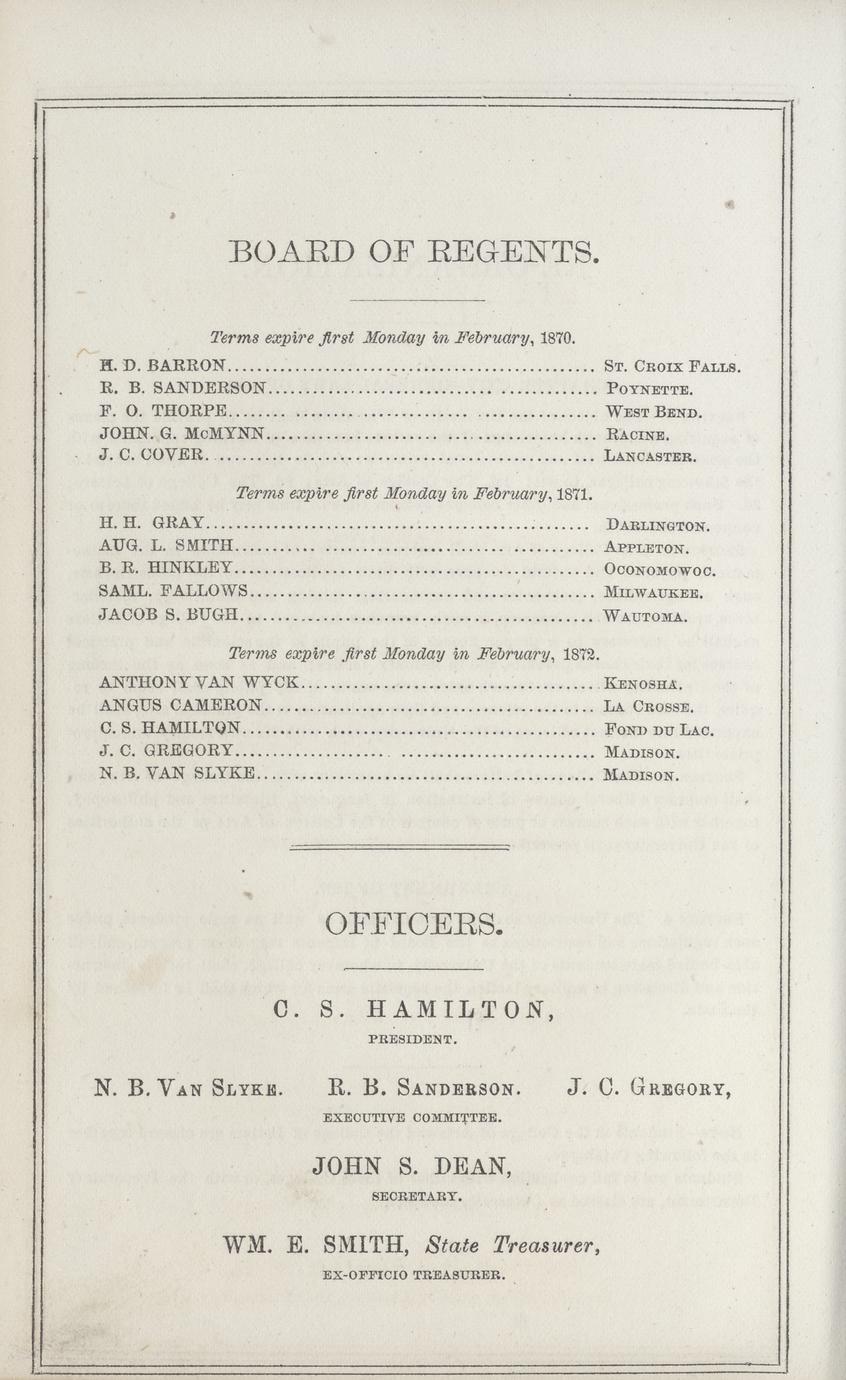 BOARD OF REGENTS.
Terms expire first Monday in February, 1870.
H. D. BARRON............................................... ST. CROIX FALLS.
R. B. SANDERSON.......................................... POYNETTE.
F. O. THORPE............................................... WEST BEND.
JOHN. G. McMYNN.......................................... RACINE.
J. C. COVER.................................................. LANCASTER.
Terms expire first Monday in February, 1871.
H. H. GRAY................................................. DARLINGTON.
AUG. L. SMITH.............................................. APPLETON.
B. R. HINKLEY.............................................. OCONOMOWOC.
SAML. FALLOWS............................................ MILWAUKEE.
JACOB S. BUGH............................................. WAUTOMA.
Terms expire first Monday in February, 1872.
ANTHONY VAN WYCK...................................... KENOSHA.
ANGUS CAMERON.......................................... LA CROSSE.
C. S. HAMILTON............................................. FOND DU LAC.
J. C. GREGORY.............................................. MADISON.
N. B. VAN SLYKE........................................... MADISON.
OFFICERS.
C. S. HAMILTON,
PRESIDENT.
N. B. VAN SLYKE. R. B. SANDERSON. J. C. GREGORY,
EXECUTIVE COMMITTEE.
JOHN S. DEAN,
SECRETARY.
WM. E. SMITH, State Treasurer,
EX-OFFICIO TREASURER.